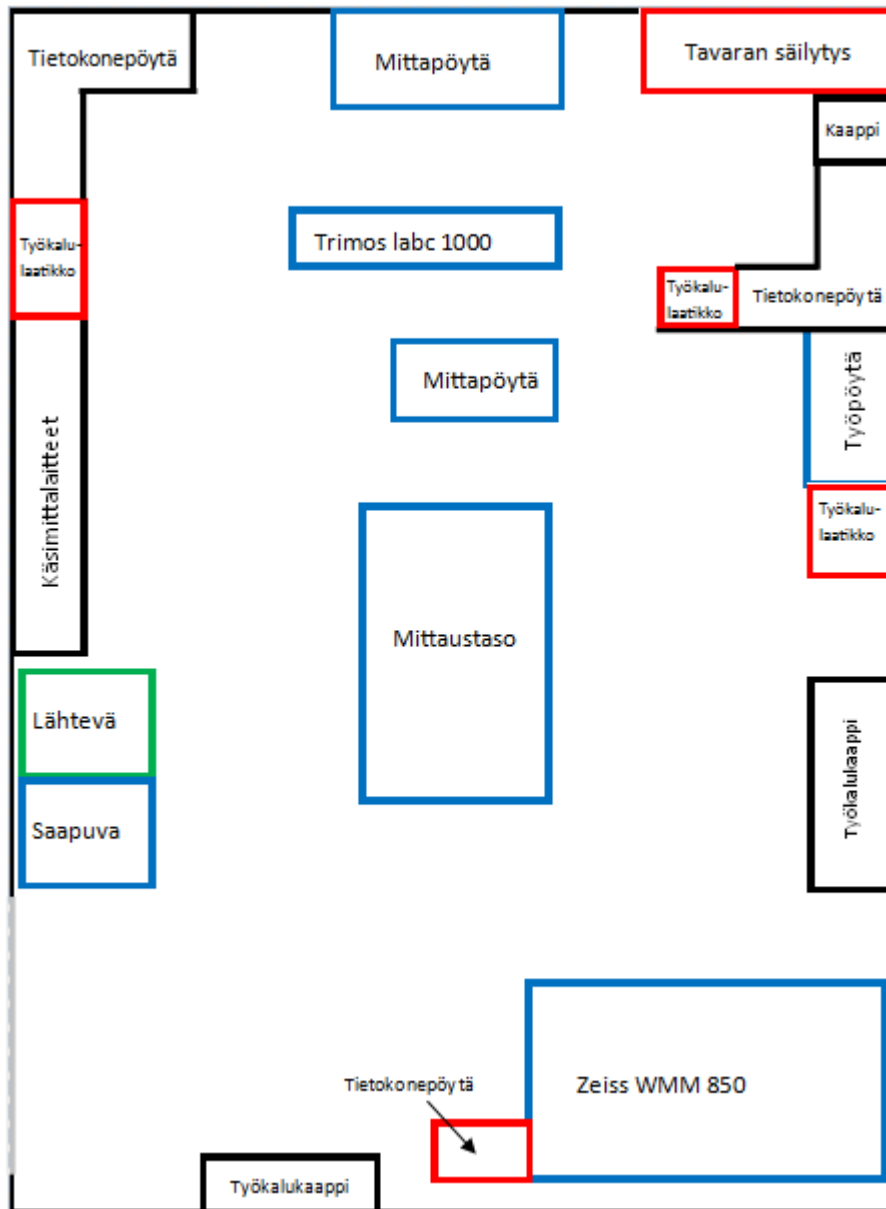 Tietokonepöytä
Mittapöytä
Tavaran säilytys
Kaappi
Työkalu-
laatikko
Trimos labc 1000
Työkalu-
laatikko
Tietokonepöytä
Mittapöytä
Työpöytä
Käsimittalaitteet
Työkalu-
laatikko
Mittaustaso
Lähtevä
Työkalukaappi
Saapuva
Tietokonepöytä
Zeiss WMM 850
Työkalukaappi